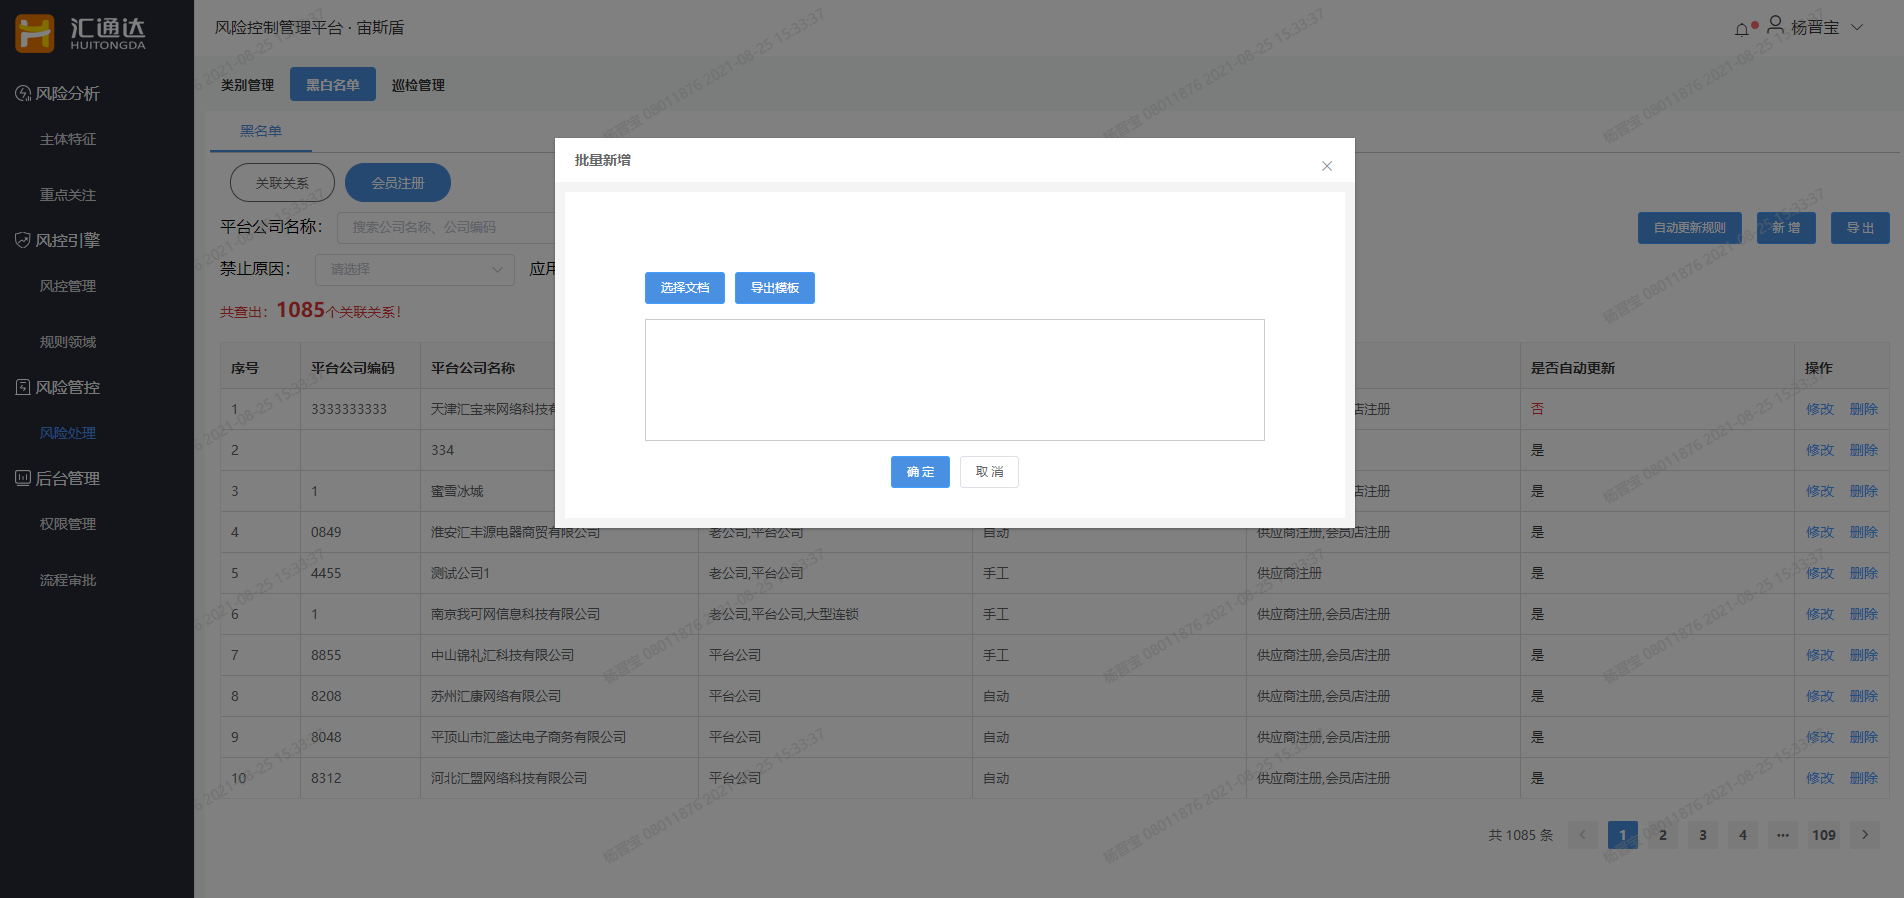 汇通达
HUITONGDA
风险控制管理平台 · 宙斯盾
杨晋宝
风险分析
主体特征
重点关注
风控引擎
风控管理
规则领域
风险管控
风险处理
后台管理
权限管理
流程审批
类别管理 黑白名单 巡检管理
黑名单
关联关系 会员注册
平台公司名称： 搜索公司名称、公司编码
自动更新规则 新 增 导 出
禁止原因： 请选择 应用
共查出：1085个关联关系！
批量新增
选择文档 导出模板
确 定 取 消
序号 平台公司编码 平台公司名称 是否自动更新 操作
1 3333333333 天津汇宝来网络科技有 店注册 否 修改 删除
2 334 是 修改 删除
3 1 蜜雪冰城 店注册 是 修改 删除
4 0849 淮安汇丰源电器商贸有限公司 老公司,平台公司 自动 供应商注册,会员店注册 是 修改 删除
5 4455 测试公司1 老公司,平台公司 手工 供应商注册 是 修改 删除
6 1 南京我可网信息科技有限公司 老公司,平台公司,大型连锁 手工 供应商注册,会员店注册 是 修改 删除
7 8855 中山锦礼汇科技有限公司 平台公司 手工 供应商注册,会员店注册 是 修改 删除
8 8208 苏州汇康网络有限公司 平台公司 自动 供应商注册,会员店注册 是 修改 删除
9 8048 平顶山市汇盛达电子商务有限公司 平台公司 自动 供应商注册,会员店注册 是 修改 删除
10 8312 河北汇盟网络科技有限公司 平台公司 自动 供应商注册,会员店注册 是 修改 删除
共 1085 条 1 2 3 4 ··· 109
杨晋宝 08011876 2021-08-25 15:33:37